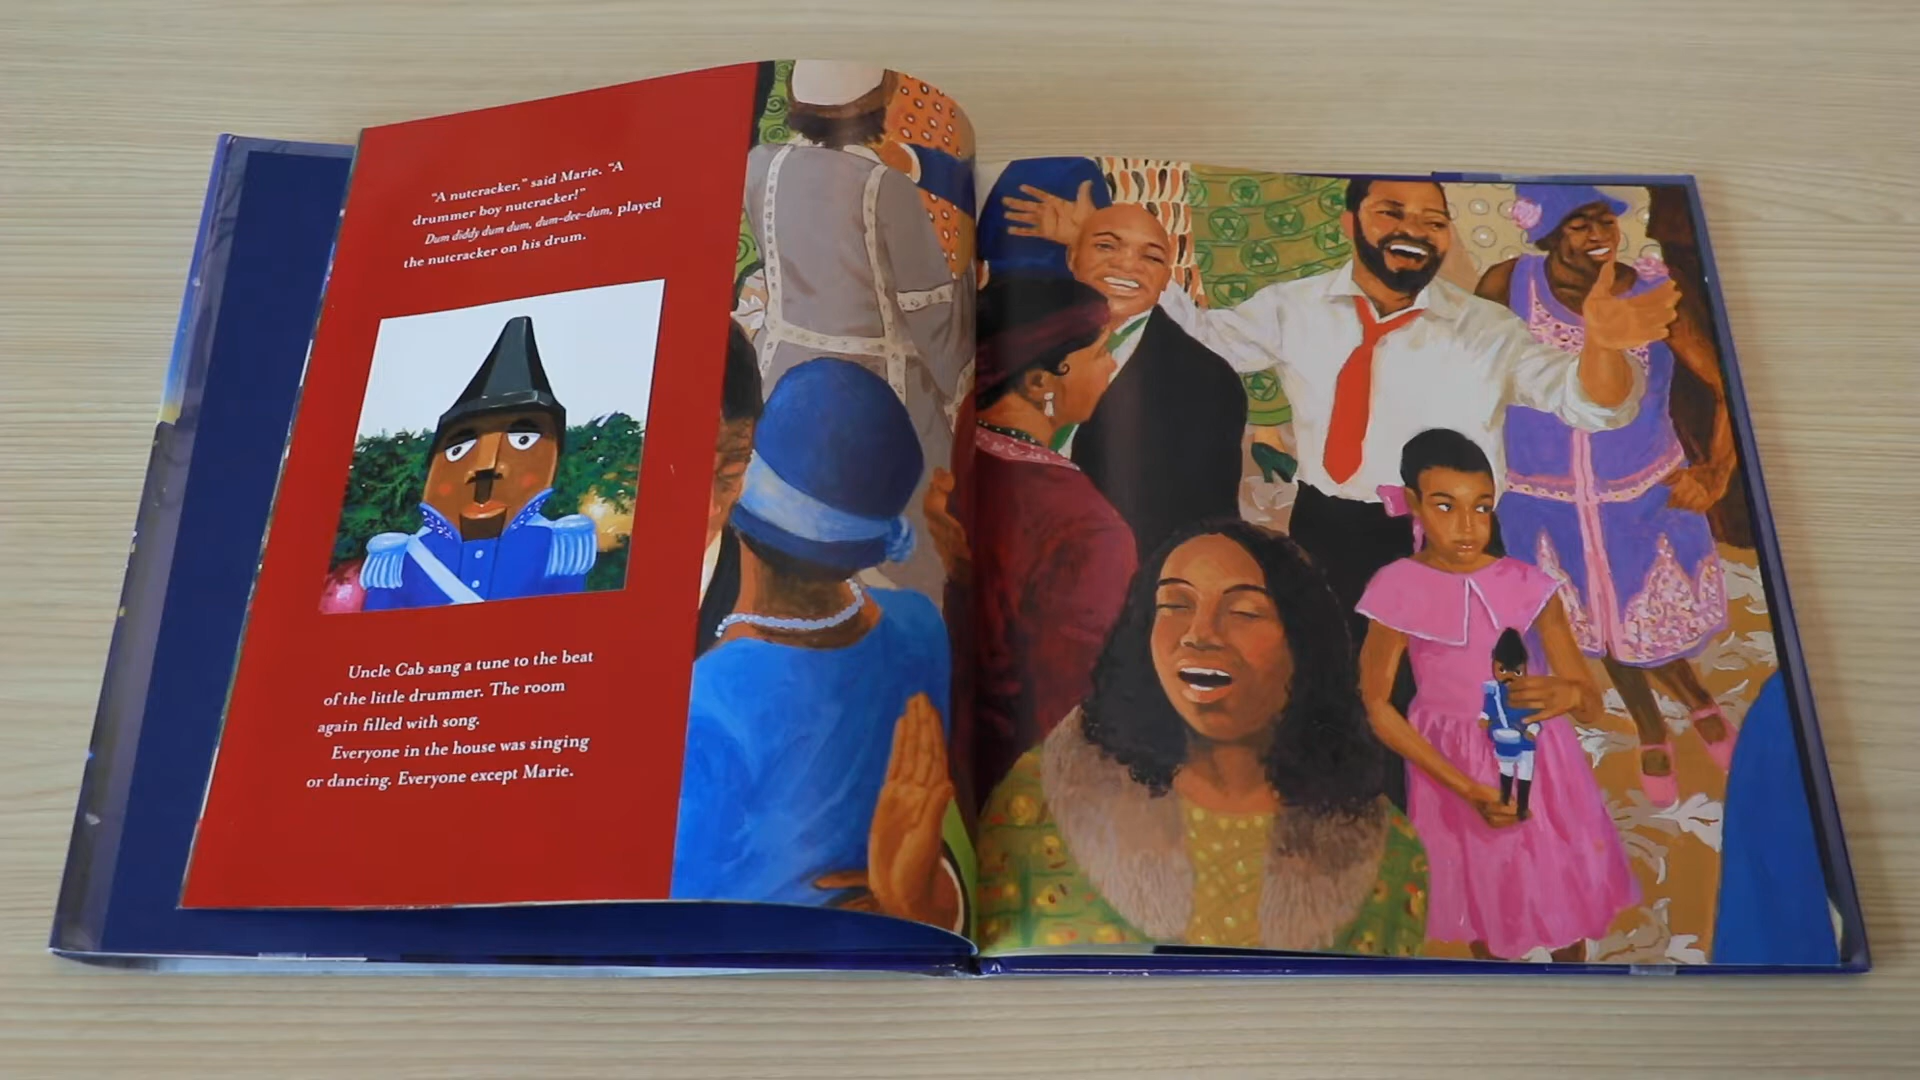 “A nutcracker,” said Marie. “A
drummer boy nutcracker!”
Dum diddy dum dum, dum-dee-dum, played
the nutcracker on his drum.
Uncle Cab sang a tune to the beat
of the little drummer. The room
again filled with song.
Everyone in the house was singing
or dancing. Everyone except Marie.